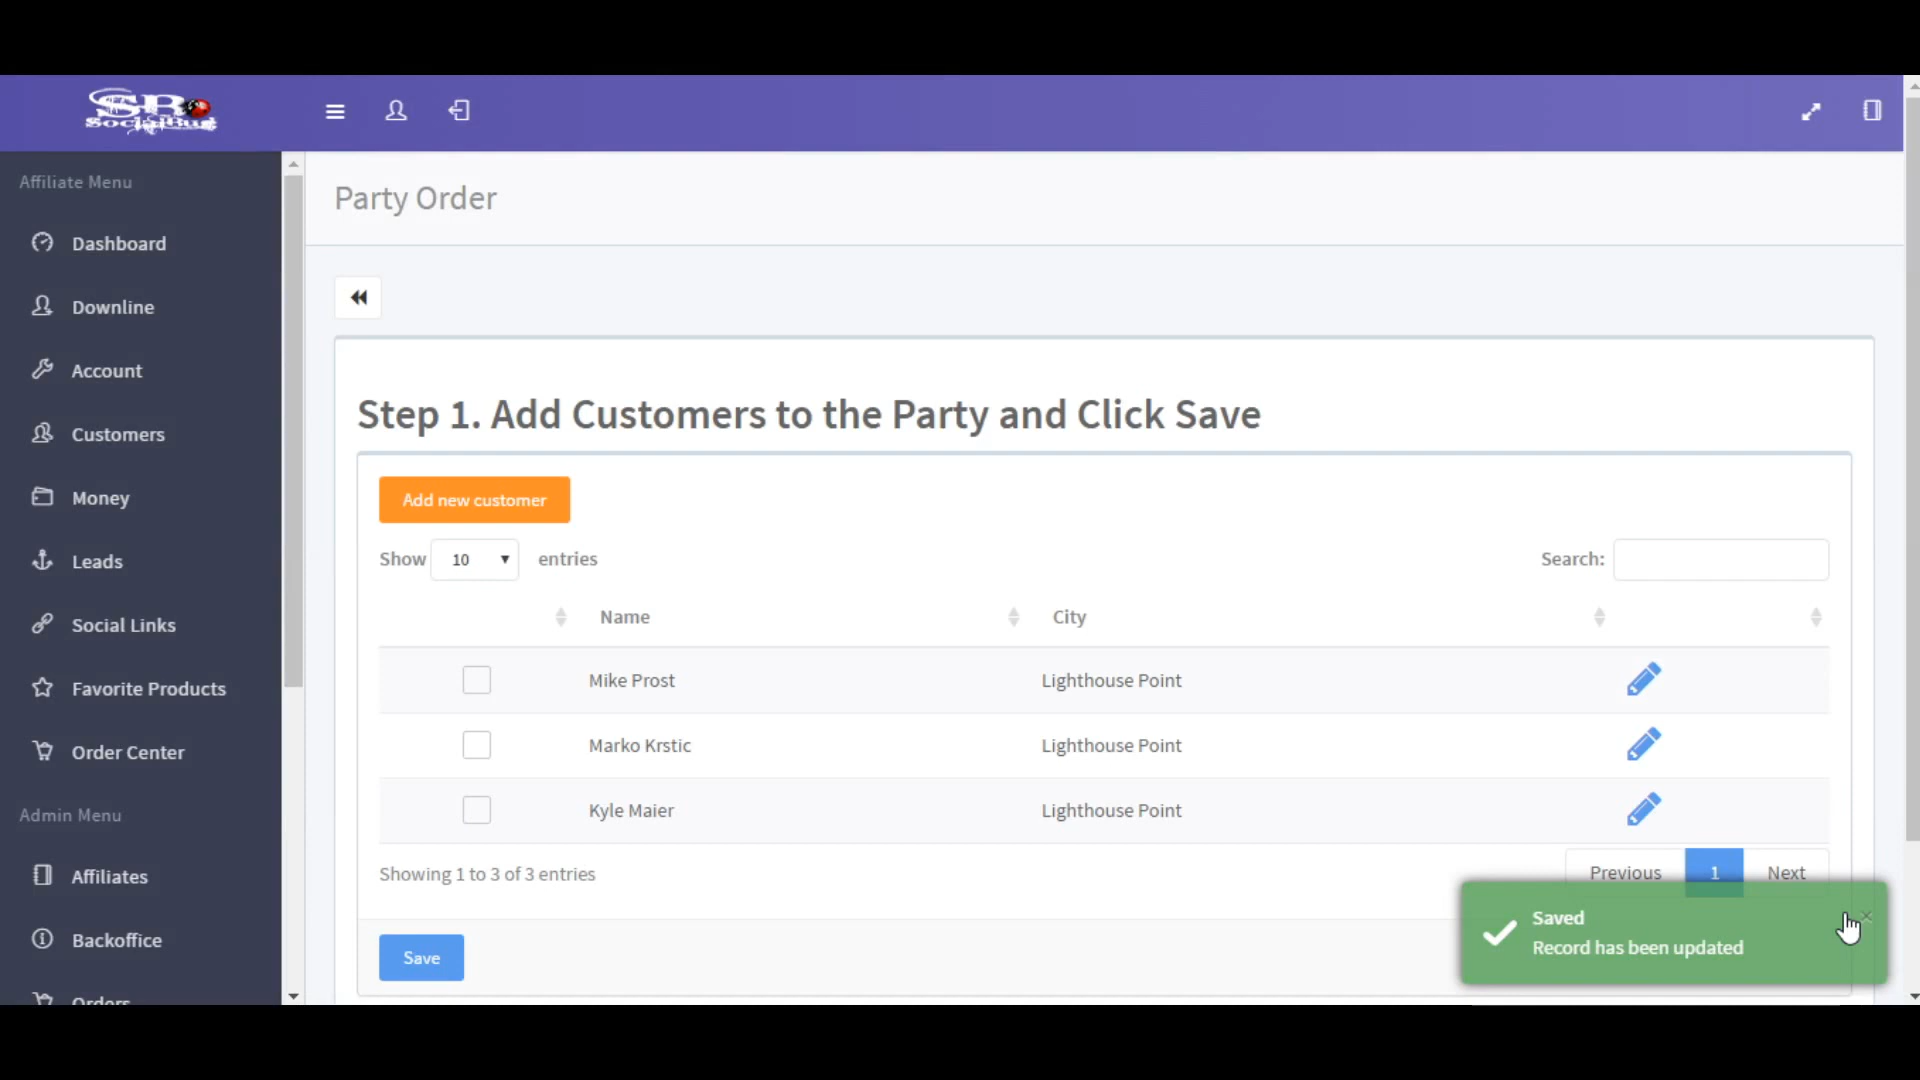 SB
SocialBug
Affiliate Menu
Dashboard
Downline
Account
Customers
Money
Leads
Social Links
Favorite Products
Order Center
Admin Menu
Affiliates
Backoffice
Orders
Party Order
Step 1. Add Customers to the Party and Click Save
Add new customer
Show 10 entries
Search:
Name City
Mike Prost Lighthouse Point
Marko Krstic Lighthouse Point
Kyle Maier Lighthouse Point
Showing 1 to 3 of 3 entries
Previous 1 Next
Save
Saved
Record has been updated